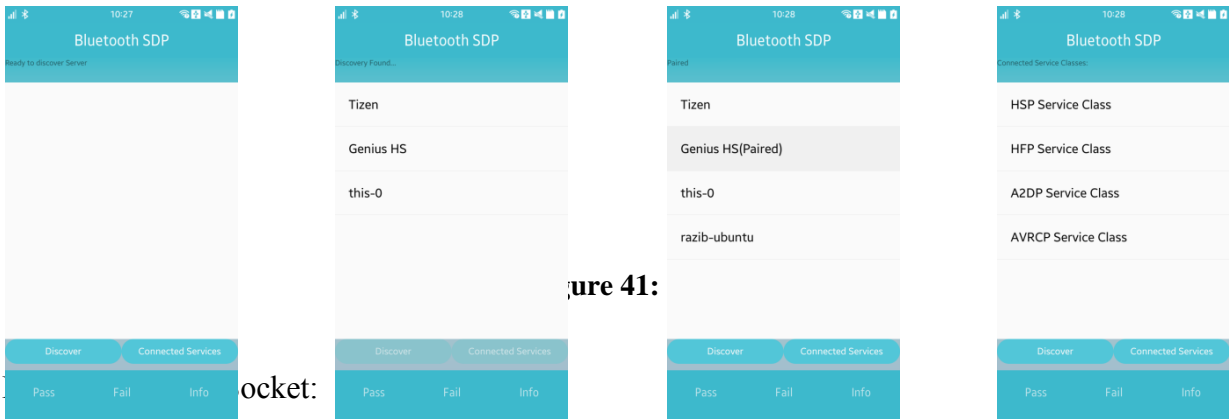 10:27
Bluetooth SDP
Ready to discover Server
Discover
Connected Services
Pass
Fail
Info
10:28
Bluetooth SDP
Discovery Found...
Tizen
Genius HS
this-0
Discover
Connected Services
Pass
Fail
Info
10:28
Bluetooth SDP
Paired
Tizen
Genius HS(Paired)
this-0
razib-ubuntu
Discover
Connected Services
Pass
Fail
Info
10:28
Bluetooth SDP
Connected Service Classes:
HSP Service Class
HFP Service Class
A2DP Service Class
AVRCP Service Class
Discover
Connected Services
Pass
Fail
Info
gure 41:
ocket: